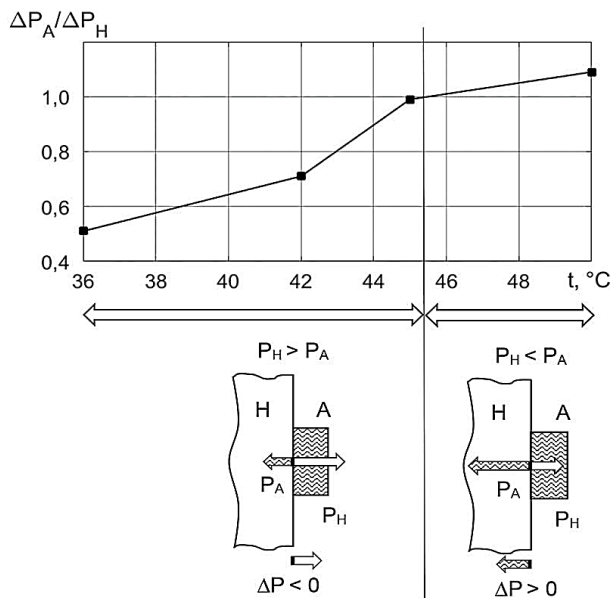 ΔP_A/ΔP_H
1,0
0,8
0,6
0,4
36 40 42 44 46 48 t, °C
P_H > P_A P_H < P_A
H A H A
P_A P_A
P_H P_H
ΔP < 0 ΔP > 0